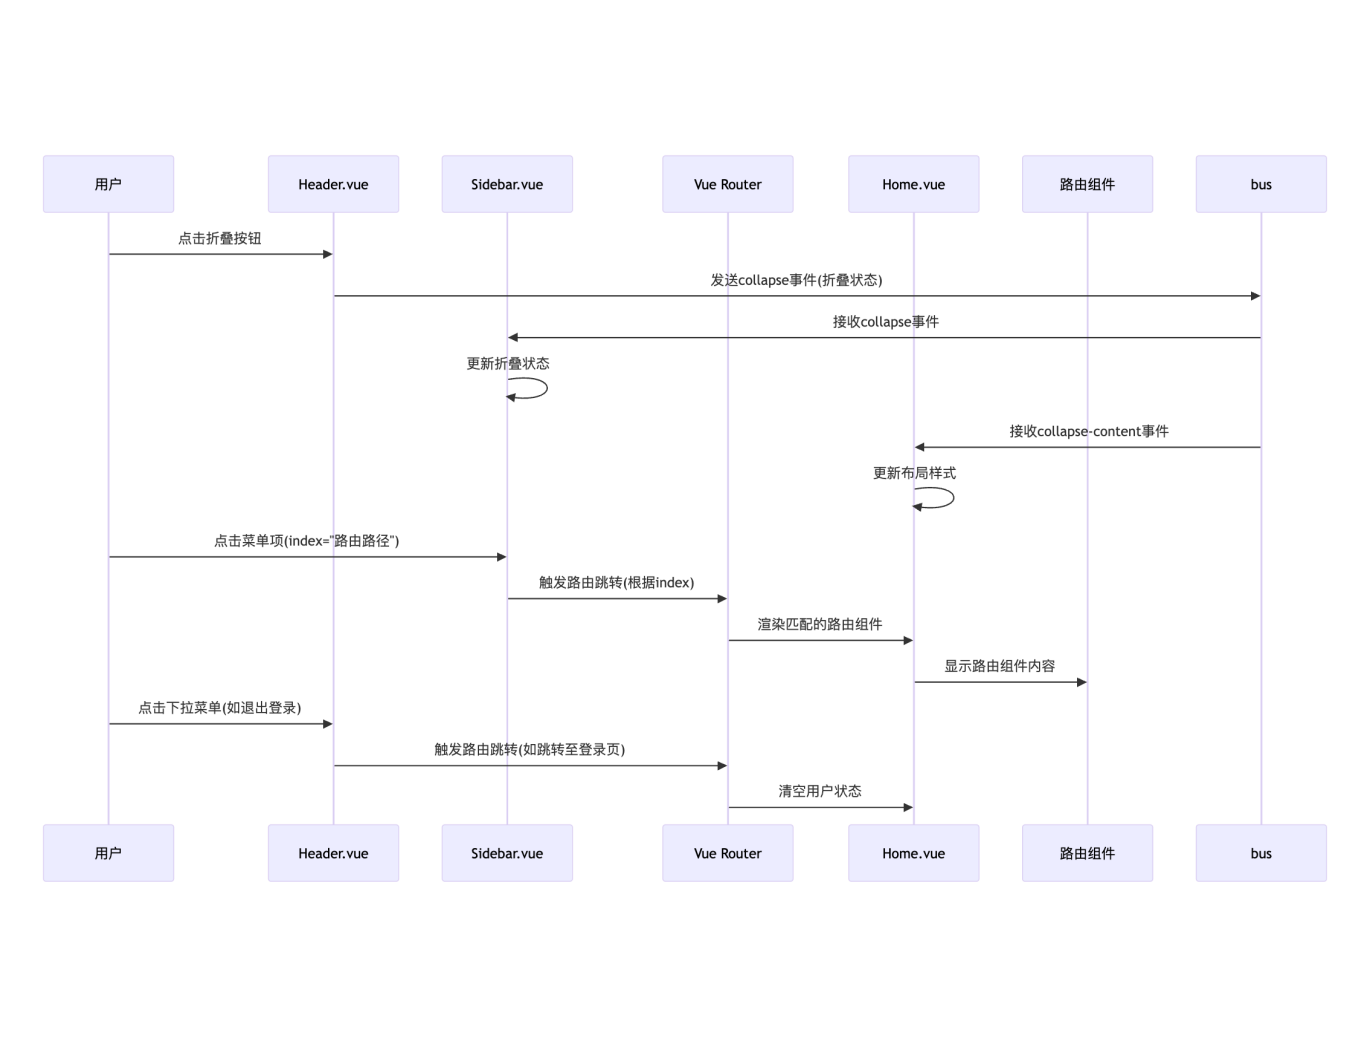 用户
Header.vue
Sidebar.vue
Vue Router
Home.vue
路由组件
bus
点击折叠按钮
发送collapse事件(折叠状态)
接收collapse事件
更新折叠状态
接收collapse-content事件
更新布局样式
点击菜单项(index="路由路径")
触发路由跳转(根据index)
渲染匹配的路由组件
显示路由组件内容
点击下拉菜单(如退出登录)
触发路由跳转(如跳转至登录页)
清空用户状态
用户
Header.vue
Sidebar.vue
Vue Router
Home.vue
路由组件
bus